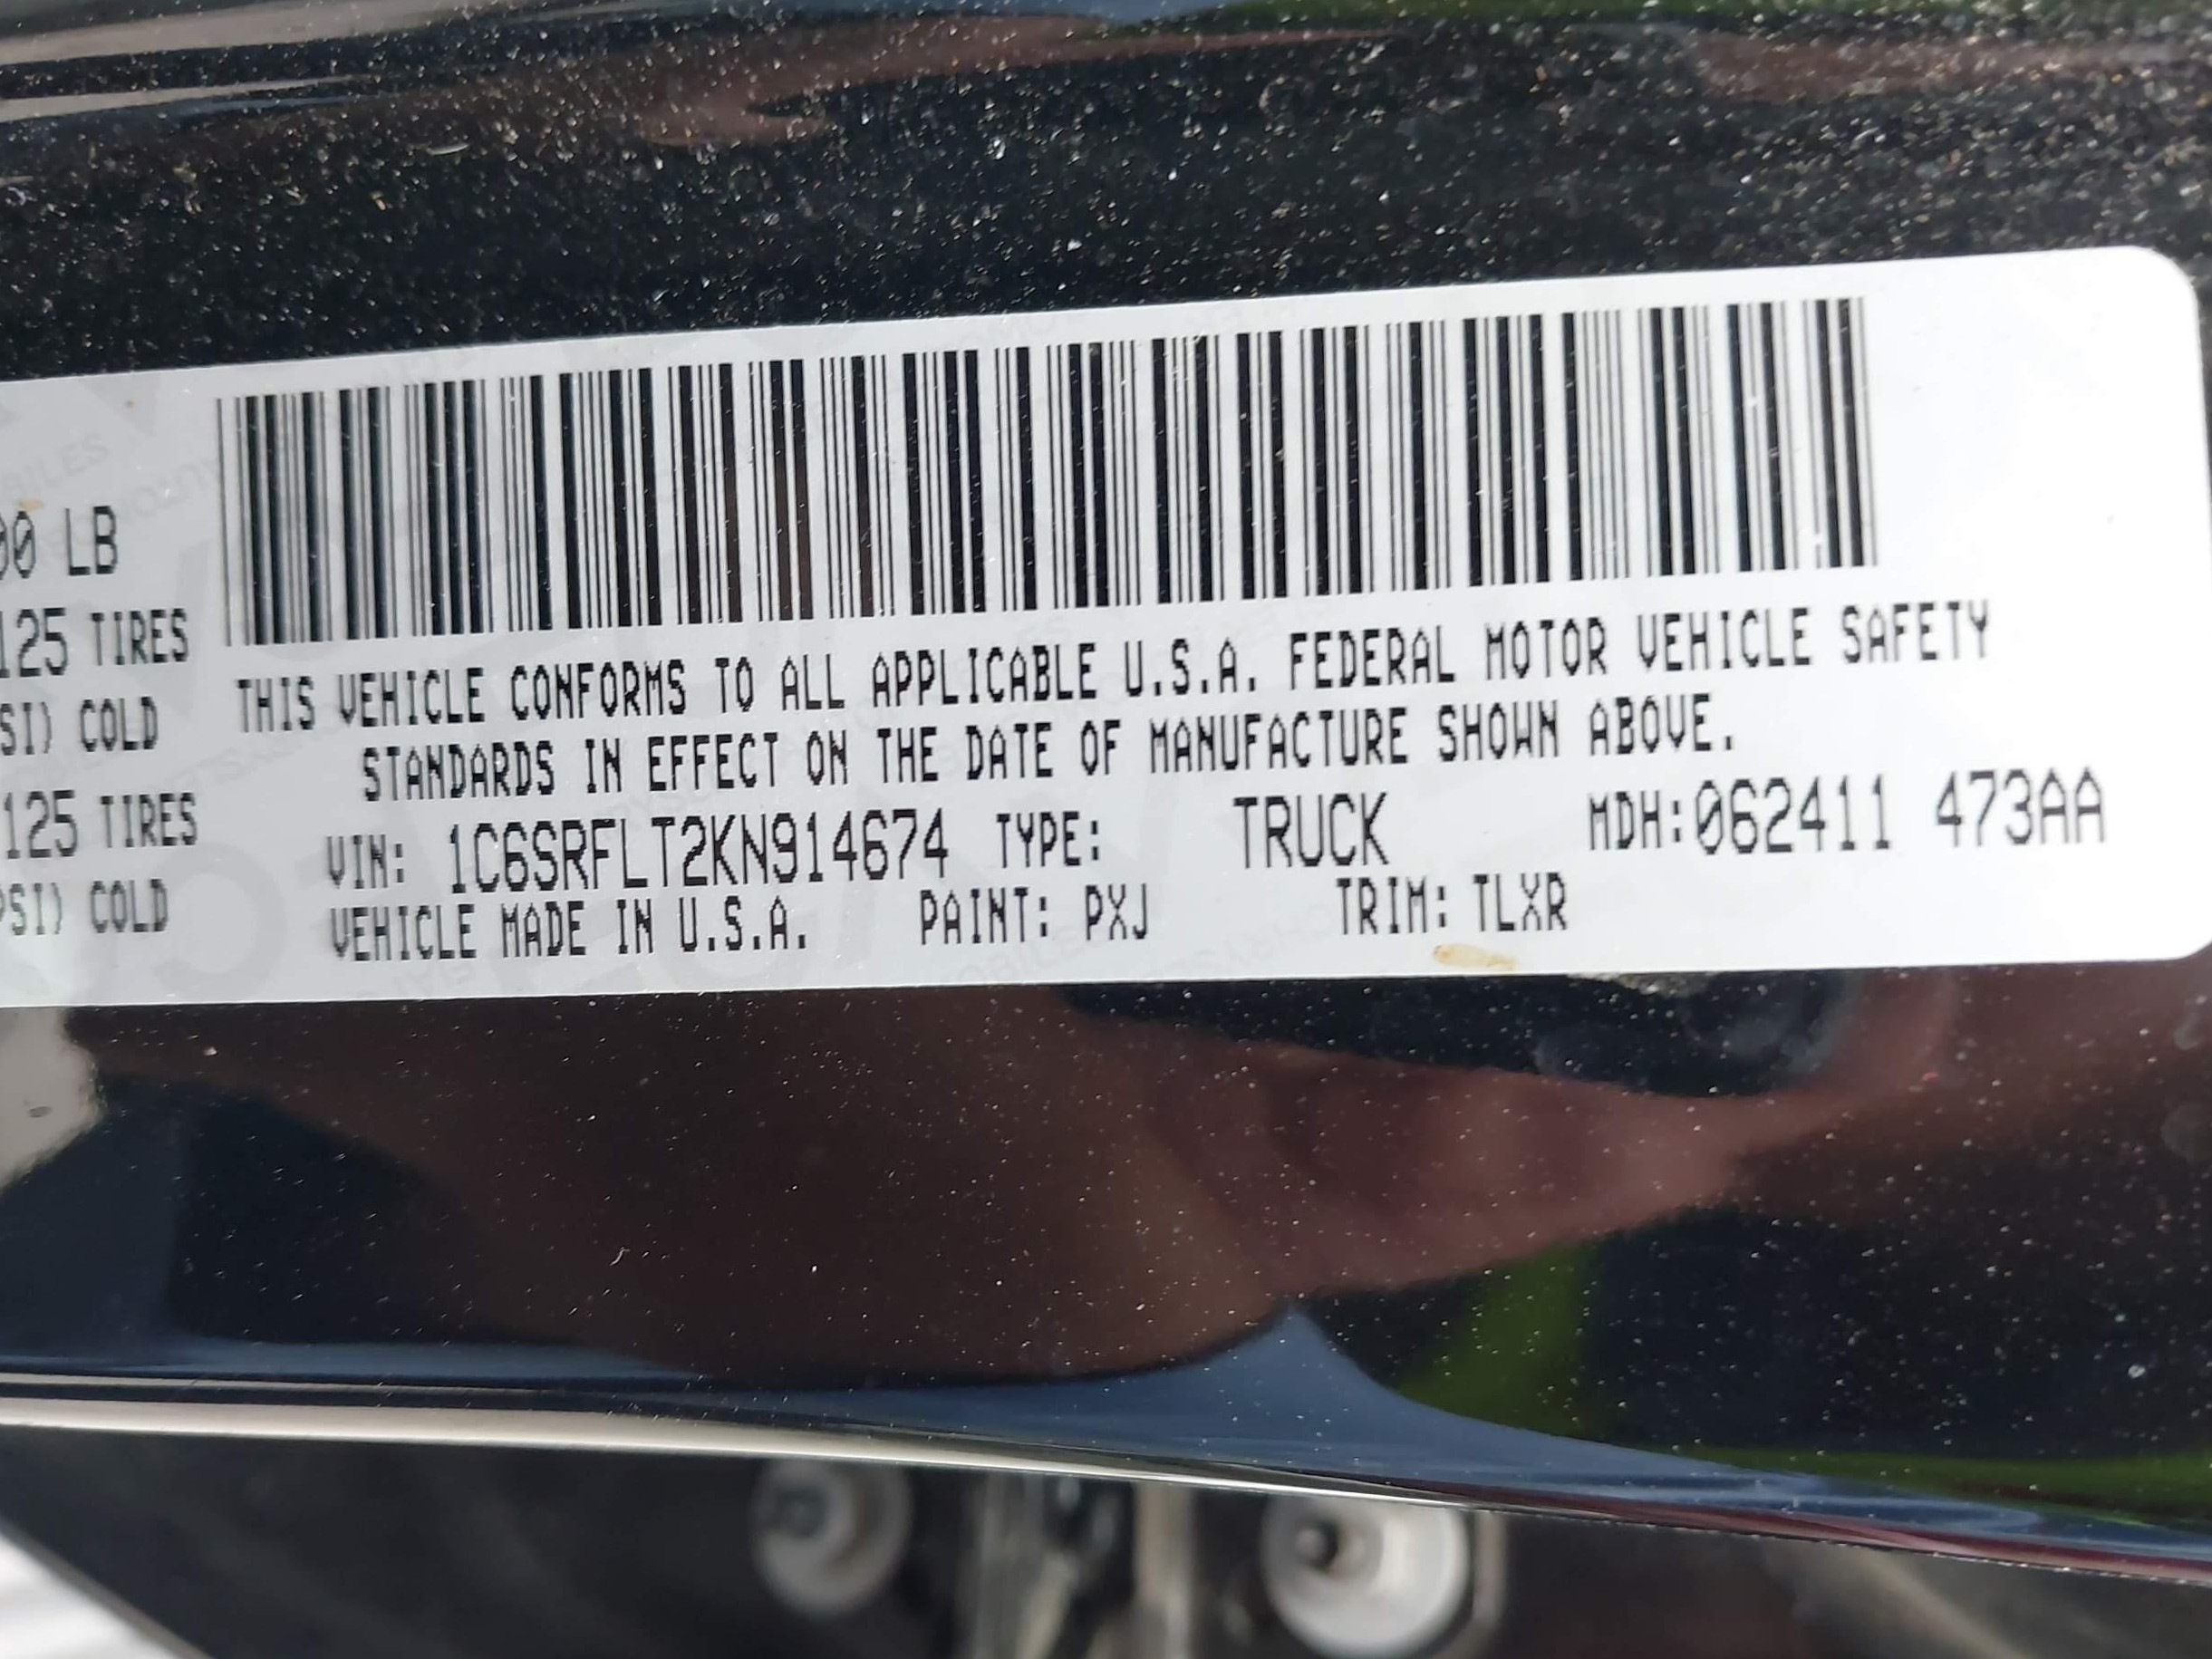 00 LB
125 TIRES
SI) COLD
125 TIRES
PSI) COLD
THIS VEHICLE CONFORMS TO ALL APPLICABLE U.S.A. FEDERAL MOTOR VEHICLE SAFETY
STANDARDS IN EFFECT ON THE DATE OF MANUFACTURE SHOWN ABOVE.
VIN: 1C6SRFLT2KN914674 TYPE: TRUCK MDH:062411 473AA
VEHICLE MADE IN U.S.A. PAINT: PXJ TRIM: TLXR